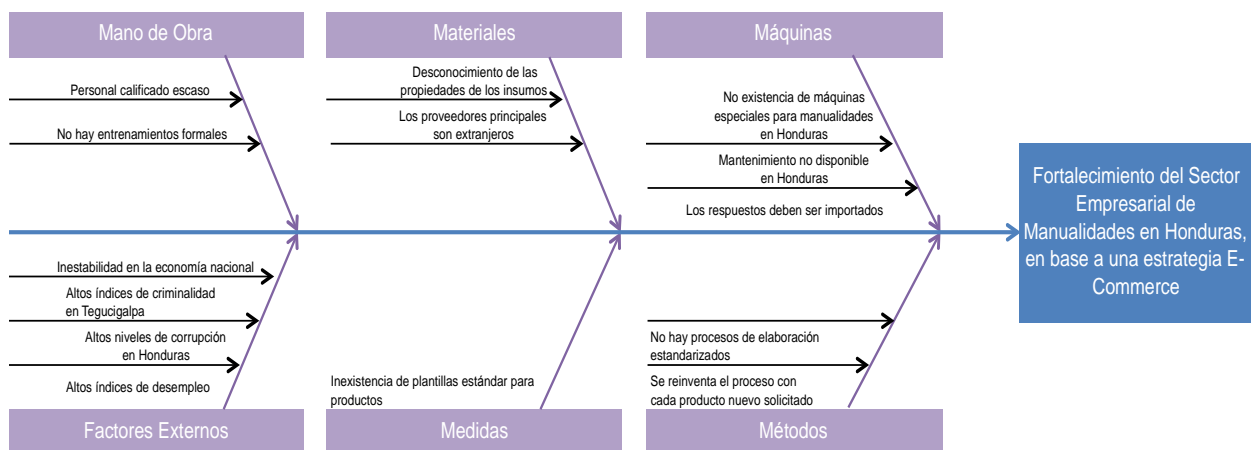 Mano de Obra
Materiales
Máquinas
Personal calificado escaso
No hay entrenamientos formales
Desconocimiento de las
propiedades de los insumos
Los proveedores principales
son extranjeros
No existencia de máquinas
especiales para manualidades
en Honduras
Mantenimiento no disponible
en Honduras
Los respuestos deben ser importados
Fortalecimiento del Sector
Empresarial de
Manualidades en Honduras,
en base a una estrategia E-
Commerce
Inestabilidad en la economía nacional
Altos índices de criminalidad
en Tegucigalpa
Altos niveles de corrupción
en Honduras
Altos índices de desempleo
Inexistencia de plantillas estándar para
productos
No hay procesos de elaboración
estandarizados
Se reinventa el proceso con
cada producto nuevo solicitado
Factores Externos
Medidas
Métodos